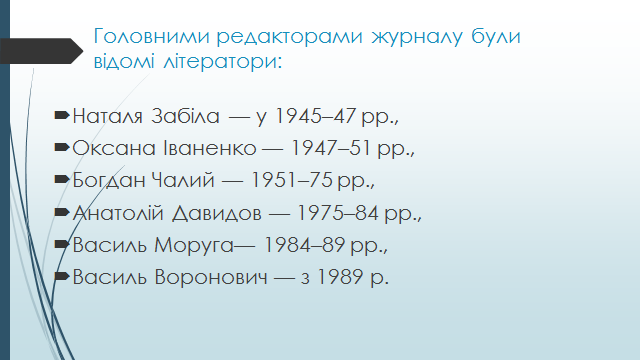 Головними редакторами журналу були
відомі літератори:
Наталя Забіла — у 1945–47 рр.,
Оксана Іваненко — 1947–51 рр.,
Богдан Чалий — 1951–75 рр.,
Анатолій Давидов — 1975–84 рр.,
Василь Моруга— 1984–89 рр.,
Василь Воронович — з 1989 р.